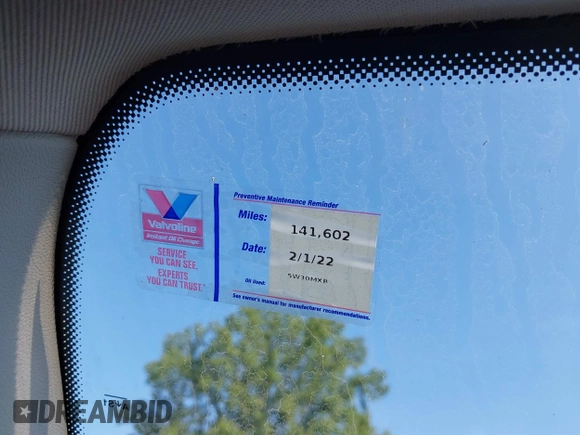 Valvoline
Instant Oil Change
SERVICE
YOU CAN SEE.
EXPERTS
YOU CAN TRUST.
Preventive Maintenance Reminder
Miles: 141,602
Date: 2/1/22
Oil Used: 5W30MXR
See owner's manual for manufacturer recommendations.
DREAMBID